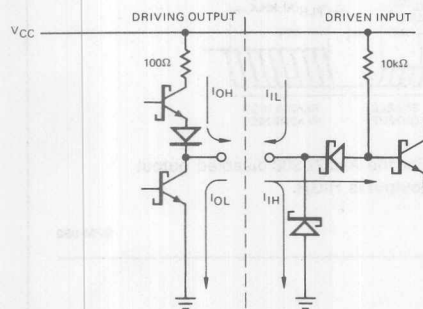 DRIVING OUTPUT
DRIVEN INPUT
VCC
100Ω
10kΩ
IOH
IIL
IOL
IIH